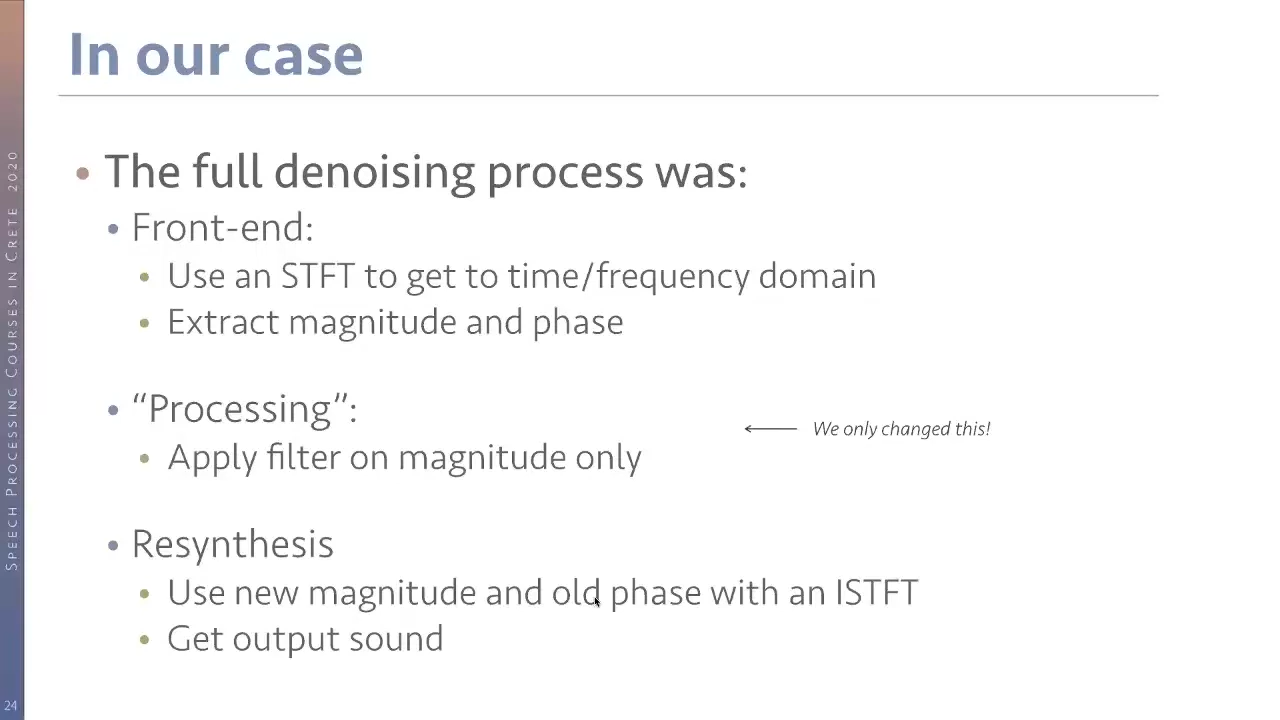 In our case
• The full denoising process was:
• Front-end:
• Use an STFT to get to time/frequency domain
• Extract magnitude and phase
• “Processing”:
We only changed this!
• Apply filter on magnitude only
• Resynthesis
• Use new magnitude and old phase with an ISTFT
• Get output sound
SPEECH PROCESSING COURSES IN CRETE 2020
24